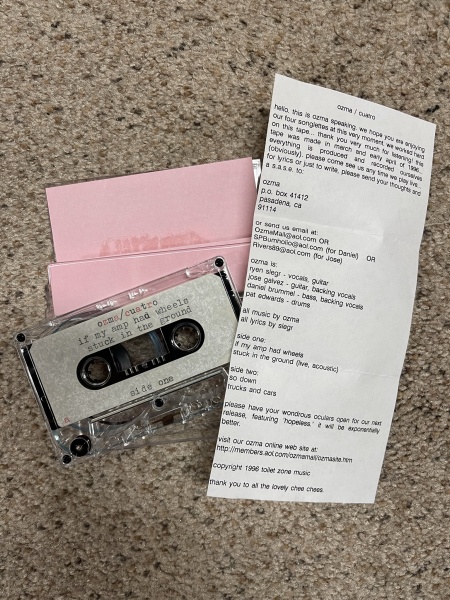 ozma/cuatro
if my amp had wheels
stuck in the ground
side one
ozma / cuatro
hello, this is ozma speaking. we hope you are enjoying
our four songlettes at this very moment. we worked hard
on this tape... thank you very much for listening! this
tape was made in march and early april of 1996.
everything is produced and recorded ourselves
(obviously). please come see us any time we play live...
for lyrics or just to write, please send your thoughts and
a s.a.s.e. to:
ozma
p.o. box 41412
pasadena, ca
91114
or send us email at:
OzmaMail@aol.com OR
SPBumholio@aol.com (for Daniel) OR
Rivers89@aol.com (for Jose)
ozma is:
ryen slegr - vocals, guitar
jose galvez - guitar, backing vocals
daniel brummel - bass, backing vocals
pat edwards - drums
all music by ozma
all lyrics by slegr
side one:
if my amp had wheels
stuck in the ground (live, acoustic)
side two:
so down
trucks and cars
please have your wondrous oculars open for our next
release, featuring 'hopeless.' it will be exponentially
better.
visit our ozma online web site at:
http://members.aol.com/ozmamail/ozmasite.htm
copyright 1996 toilet zone music
thank you to all the lovely chee chees.